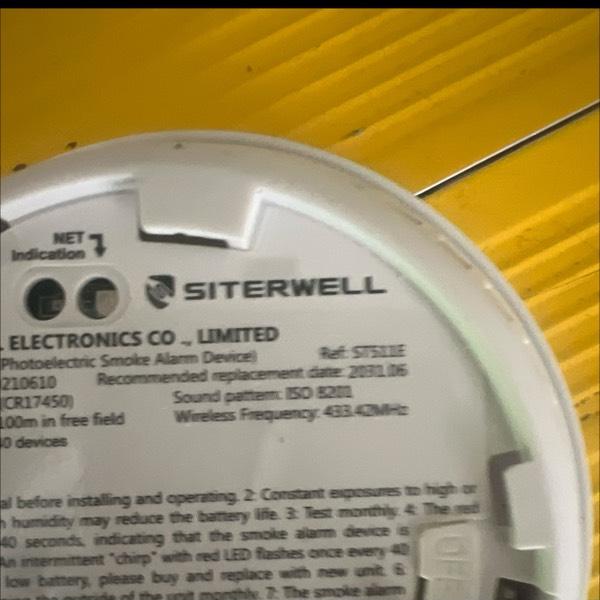 NET
Indication
SITERWELL
. ELECTRONICS CO ., LIMITED
Photoelectric Smoke Alarm Device) Ref: ST511E
210610 Recommended replacement date: 2031.06
(CR17450) Sound pattern: ISO 8201
100m in free field Wireless Frequency: 433.42MHz
0 devices
al before installing and operating. 2: Constant exposures to high or
humidity may reduce the battery life. 3: Test monthly. 4: The red
40 seconds, indicating that the smoke alarm device is
An intermittent "chirp" with red LED flashes once every 40
low battery, please buy and replace with new unit. 6:
the outside of the unit monthly. 7: The smoke alarm
OFF